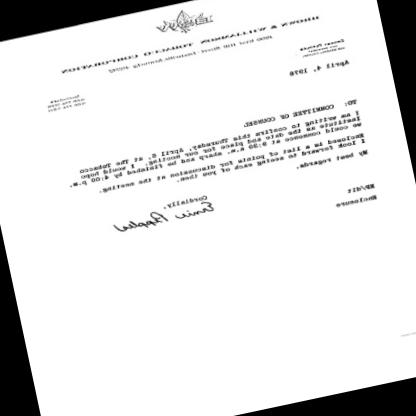 BROWN & WILLIAMSON TOBACCO CORPORATION
1600 West Hill Street, Louisville, Kentucky 40201
April 4, 1978
TO: COMMITTEE OF COUNSEL
I am writing to confirm this Thursday, April 6, at The Tobacco
Institute as the date and place for our meeting. I would hope
we could commence at 9:30 a.m. sharp and be finished by 4:00 p.m.
Enclosed is a list of points for discussion at the meeting.
I look forward to seeing each of you then.
My best regards.
Cordially,
Ernie Pepples
EP/dit
Enclosure